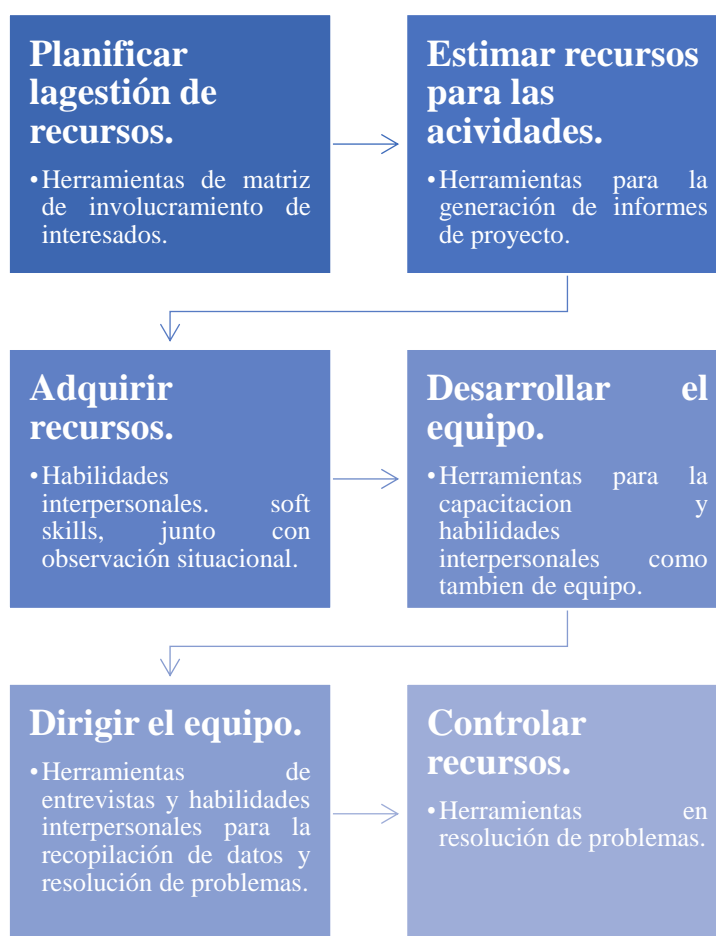 Planificar
lagestión de
recursos.
•Herramientas de matriz
de involucramiento de
interesados.
Estimar recursos
para las
acividades.
•Herramientas para la
generación de informes
de proyecto.
Adquirir
recursos.
•Habilidades
interpersonales. soft
skills, junto con
observación situacional.
Desarrollar el
equipo.
•Herramientas para la
capacitacion y
habilidades
interpersonales como
tambien de equipo.
Dirigir el equipo.
•Herramientas de
entrevistas y habilidades
interpersonales para la
recopilación de datos y
resolución de problemas.
Controlar
recursos.
•Herramientas en
resolución de problemas.